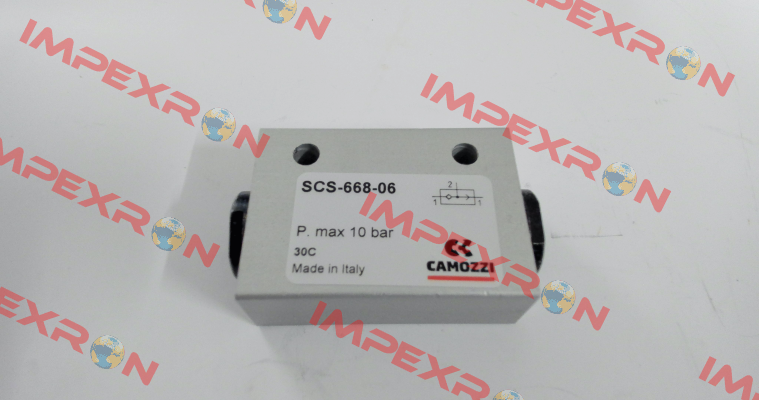 SCS-668-06
2
1 1
P. max 10 bar
30C
Made in Italy
CAMOZZI
IMPEXRON
IMPEXRON
IMPEXRON
IMPEXRON
IMPEXRON
IMPEXRON
IMPEXRON
IMPEXRON
IMPEXRON